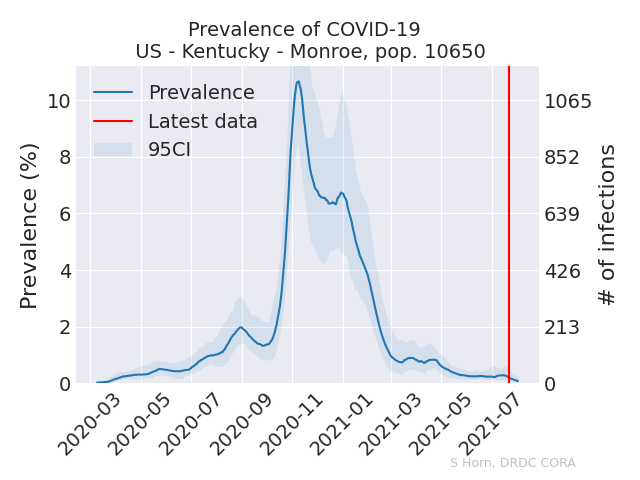 Prevalence of COVID-19
US - Kentucky - Monroe, pop. 10650
Prevalence
Latest data
95CI
Prevalence (%)
10
8
6
4
2
0
1065
852
639
426
213
0
# of infections
2020-03
2020-05
2020-07
2020-09
2020-11
2021-01
2021-03
2021-05
2021-07
S Horn, DRDC CORA